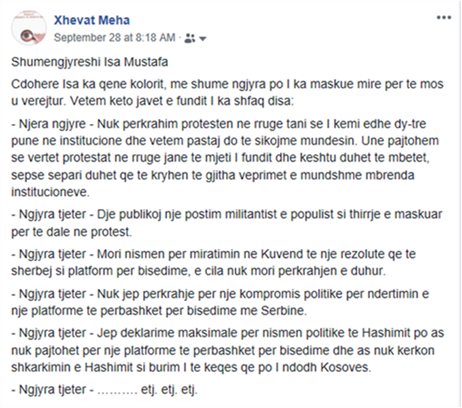 Xhevat Meha
September 28 at 8:18 AM ·
Shumengjyreshi Isa Mustafa
Cdohere Isa ka qene kolorit, me shume ngjyra po I ka maskue mire per te mos
u verejtur. Vetem keto javet e fundit I ka shfaq disa:
- Njera ngjyre - Nuk perkrahim protesten ne rruge tani se I kemi edhe dy-tre
pune ne institucione dhe vetem pastaj do te sikojme mundesin. Une pajtohem
se vertet protestat ne rruge jane te mjeti I fundit dhe keshtu duhet te mbetet,
sepse separi duhet qe te kryhen te gjitha veprimet e mundshme mbrenda
institucioneve.
- Ngjyra tjeter - Dje publikoj nje postim militantist e populist si thirrje e maskuar
per te dale ne protest.
- Ngjyra tjeter - Mori nismen per miratimin ne Kuvend te nje rezolute qe te
sherbej si platform per bisedime, e cila nuk mori perkrahjen e duhur.
- Ngjyra tjeter - Nuk jep perkrahje per nje kompromis politike per ndertimin e
nje platforme te perbashket per bisedime me Serbine.
- Ngjyra tjeter - Jep deklarime maksimale per nismen politike te Hashimit po as
nuk pajtohet per nje platforme te perbashket per bisedime dhe as nuk kerkon
shkarkimin e Hashimit si burim I te keqes qe po I ndodh Kosoves.
- Ngjyra tjeter - .......... etj. etj. etj.